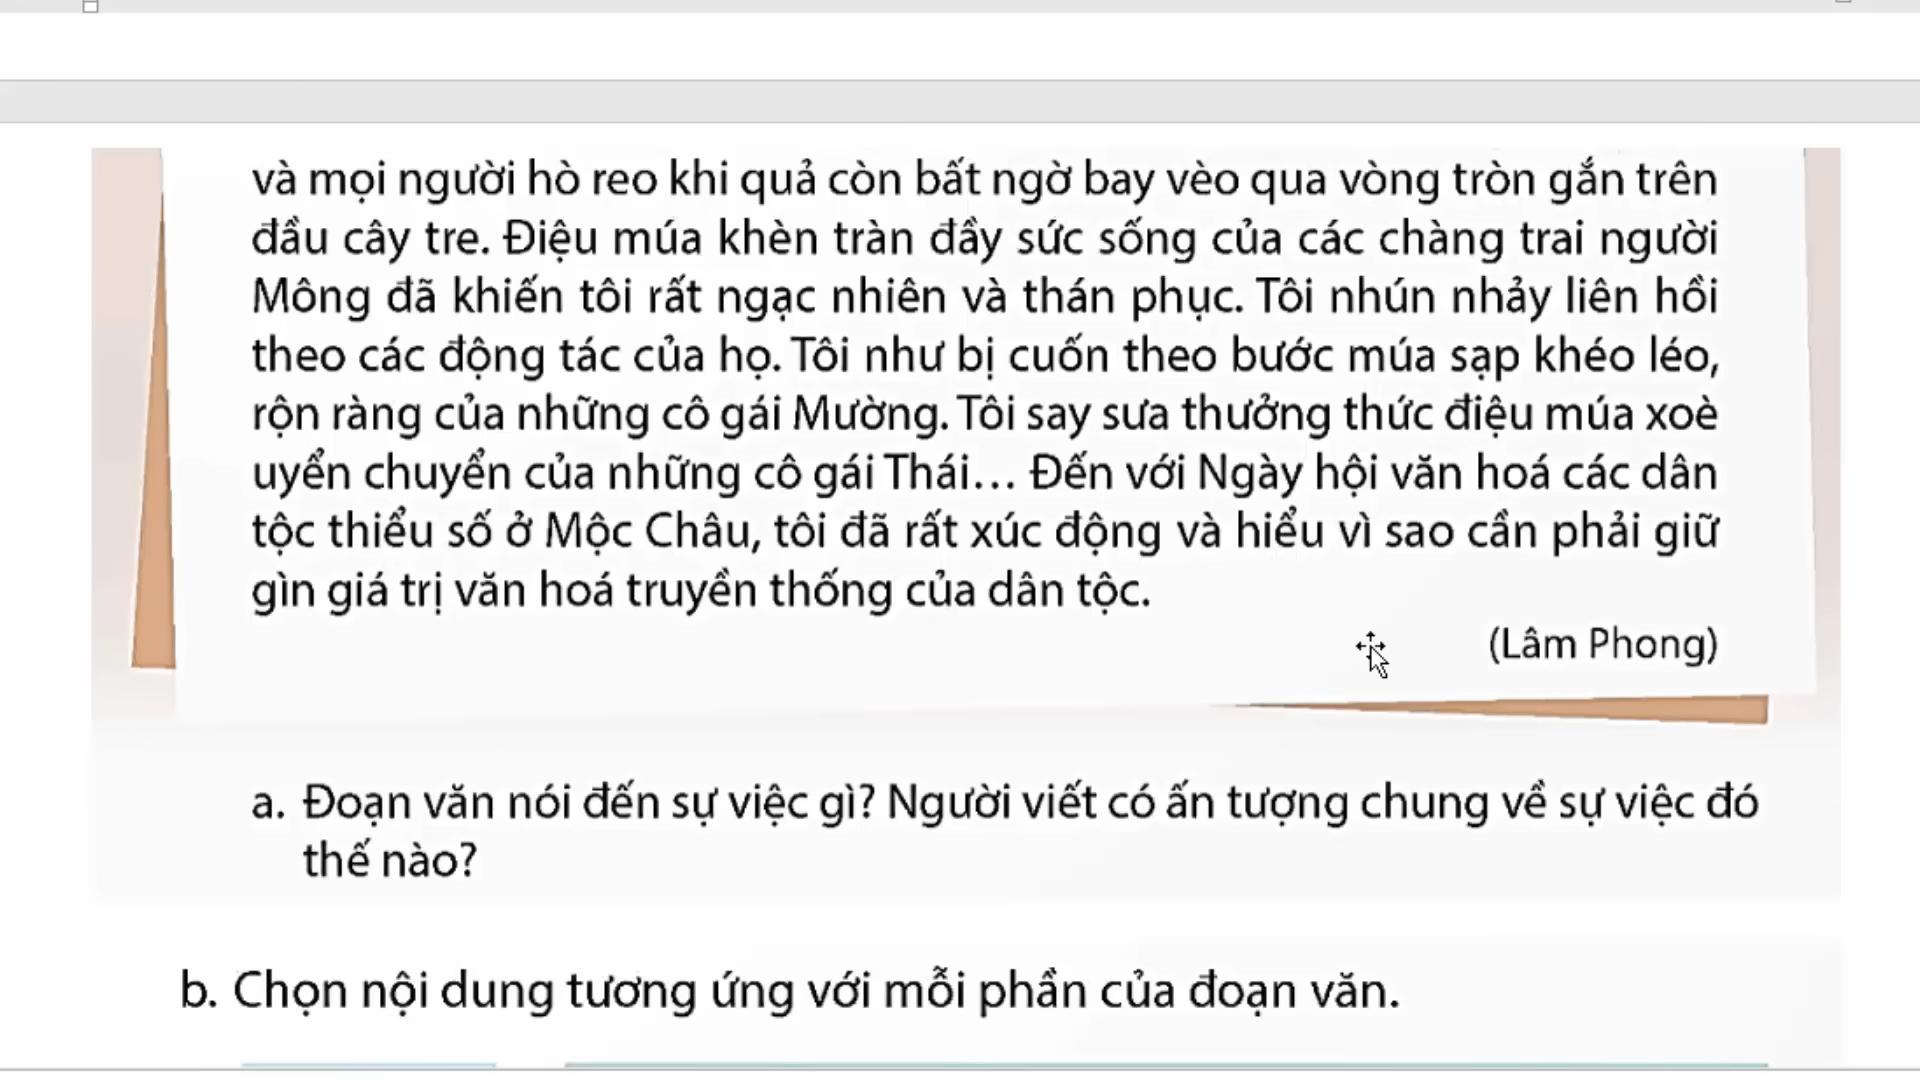 và mọi người hò reo khi quả còn bất ngờ bay vèo qua vòng tròn gắn trên
đầu cây tre. Điệu múa khèn tràn đầy sức sống của các chàng trai người
Mông đã khiến tôi rất ngạc nhiên và thán phục. Tôi nhún nhảy liên hồi
theo các động tác của họ. Tôi như bị cuốn theo bước múa sạp khéo léo,
rộn ràng của những cô gái Mường. Tôi say sưa thưởng thức điệu múa xoè
uyển chuyển của những cô gái Thái... Đến với Ngày hội văn hoá các dân
tộc thiểu số ở Mộc Châu, tôi đã rất xúc động và hiểu vì sao cần phải giữ
gìn giá trị văn hoá truyền thống của dân tộc.
(Lâm Phong)
a. Đoạn văn nói đến sự việc gì? Người viết có ấn tượng chung về sự việc đó
thế nào?
b. Chọn nội dung tương ứng với mỗi phần của đoạn văn.